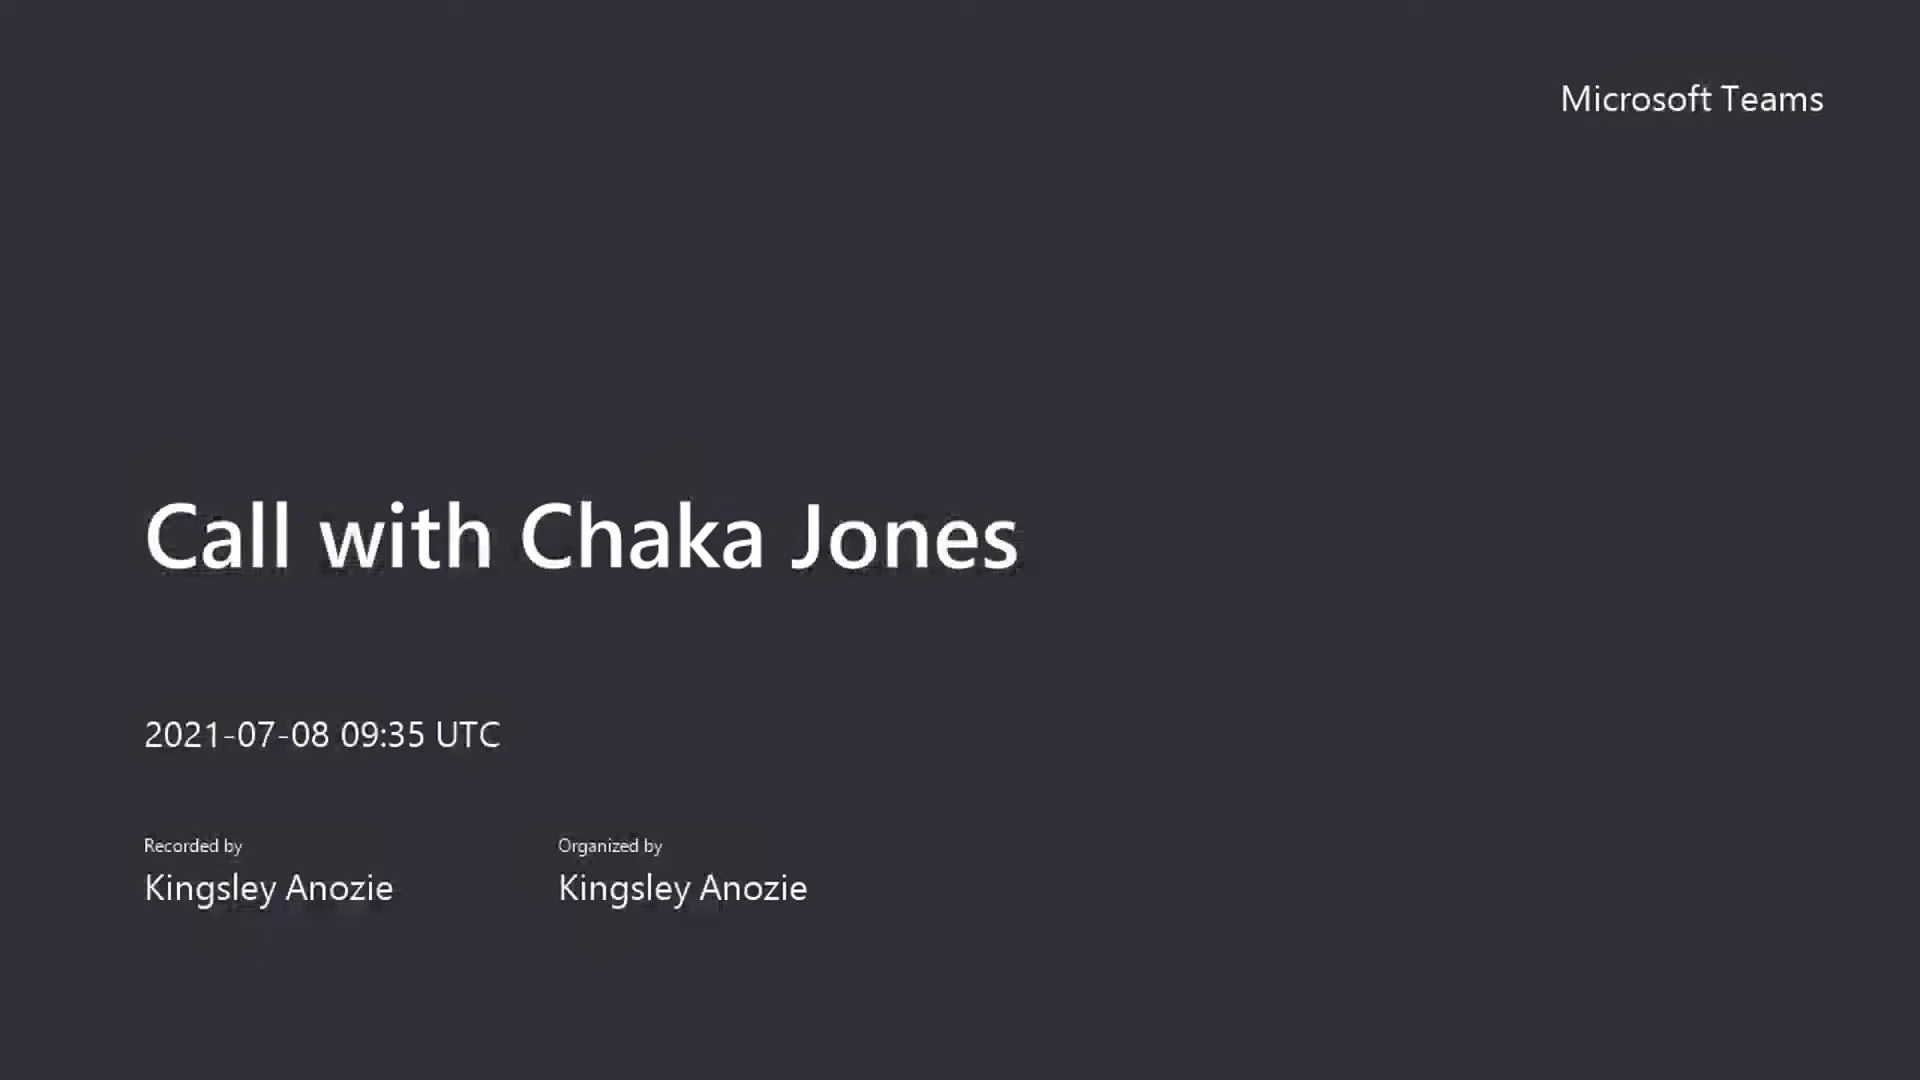 Microsoft Teams
Call with Chaka Jones
2021-07-08 09:35 UTC
Recorded by
Kingsley Anozie
Organized by
Kingsley Anozie